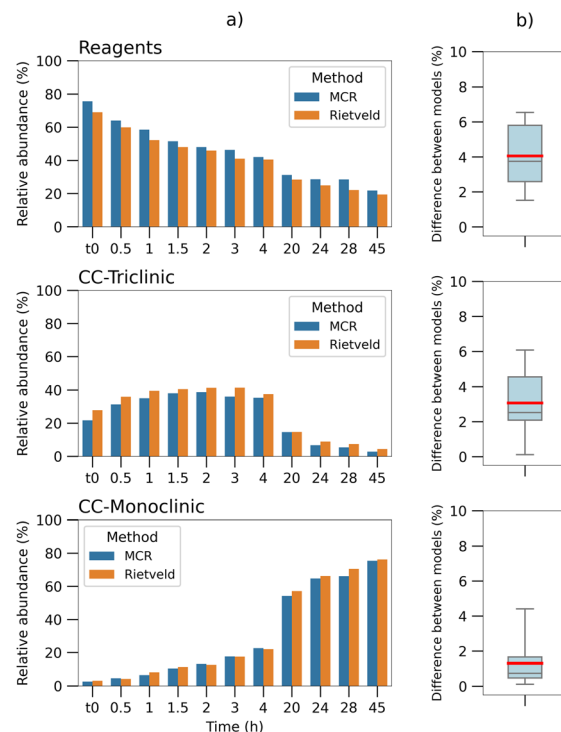 a)
b)
Reagents
Relative abundance (%)
100
80
60
40
20
0
Method
MCR
Rietveld
t0 0.5 1 1.5 2 3 4 20 24 28 45
Difference between models (%)
10
8
6
4
2
0
CC-Triclinic
Relative abundance (%)
100
80
60
40
20
0
Method
MCR
Rietveld
t0 0.5 1 1.5 2 3 4 20 24 28 45
Difference between models (%)
10
8
6
4
2
0
CC-Monoclinic
Relative abundance (%)
100
80
60
40
20
0
Method
MCR
Rietveld
t0 0.5 1 1.5 2 3 4 20 24 28 45
Time (h)
Difference between models (%)
10
8
6
4
2
0